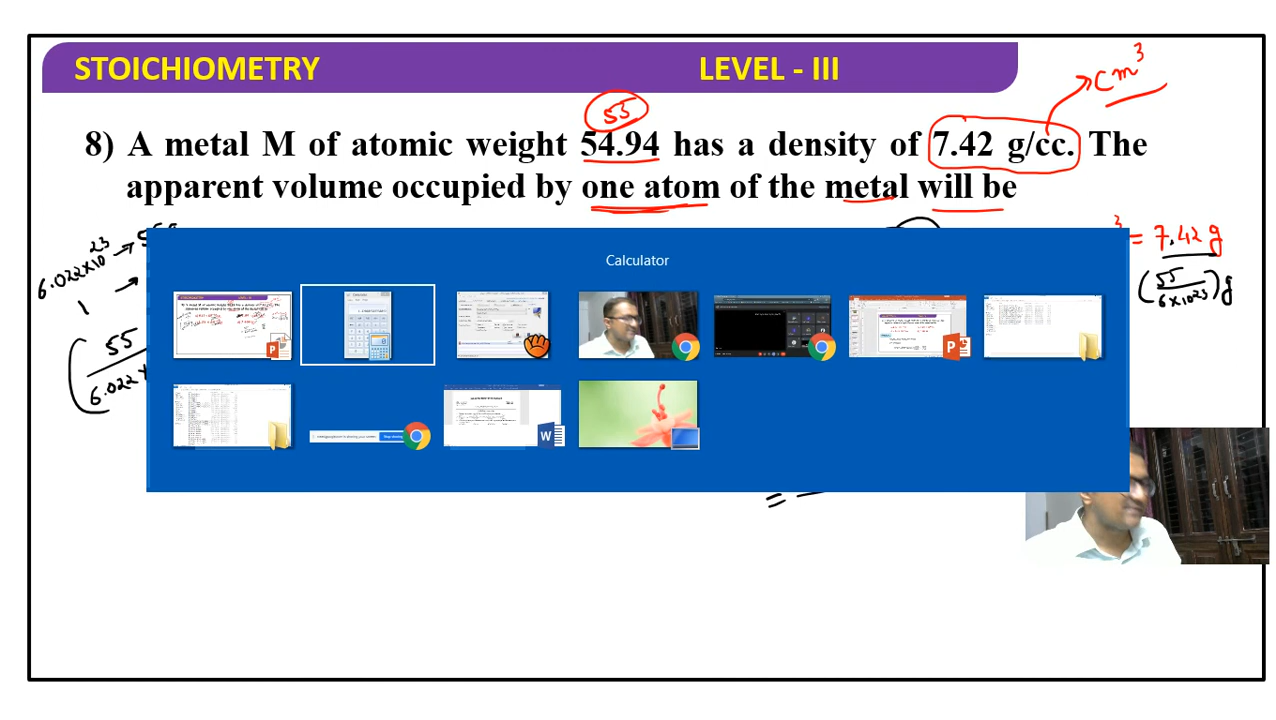 STOICHIOMETRY LEVEL - III
cm³
55
8) A metal M of atomic weight 54.94 has a density of 7.42 g/cc. The
apparent volume occupied by one atom of the metal will be
6.022×10²³ →
³ = 7.42 g
1 →
(55/6×10²³) g
55
6.022 ×
Calculator
=